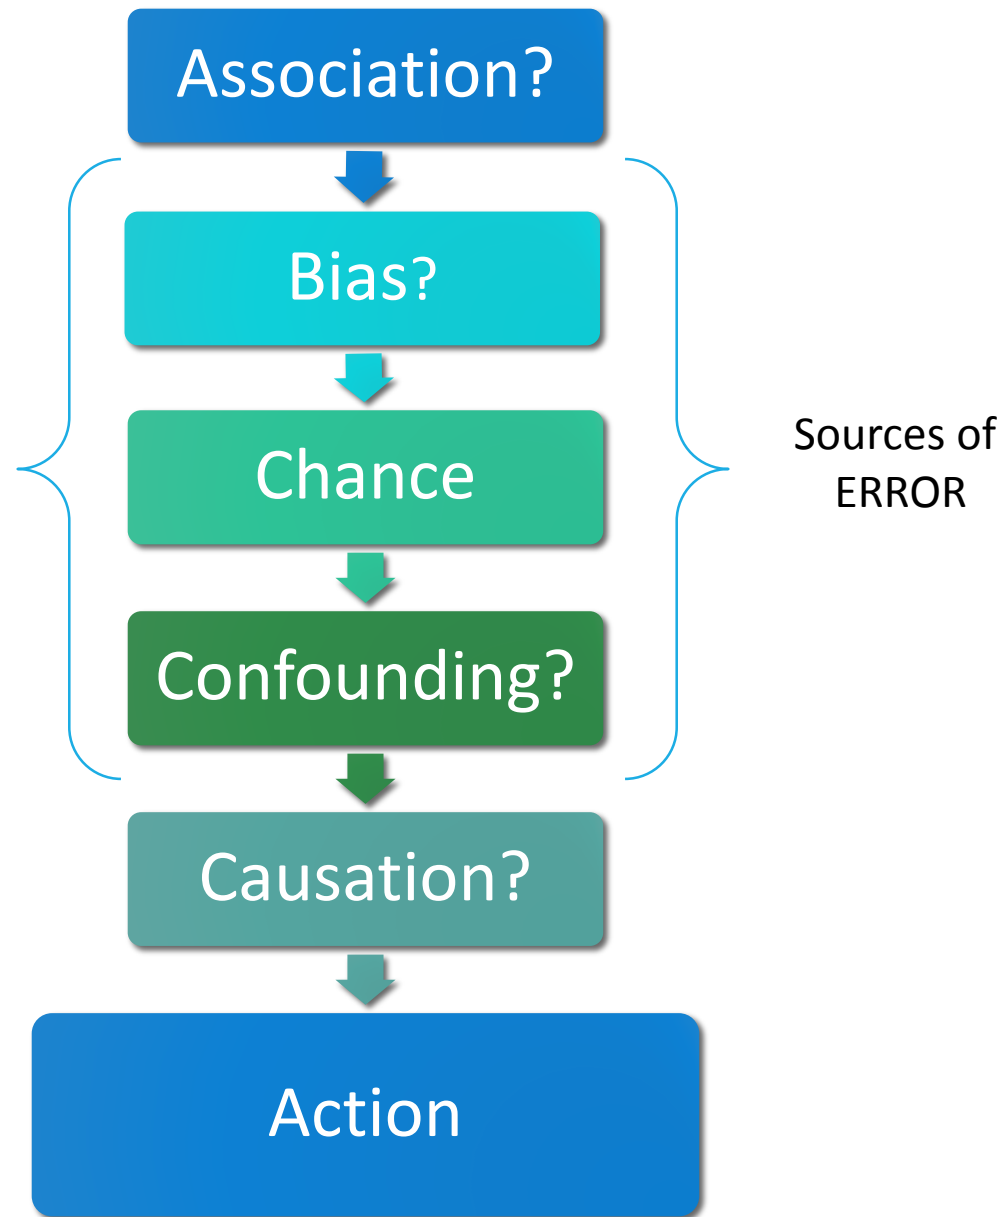 Association?
Bias?
Chance
Sources of
ERROR
Confounding?
Causation?
Action